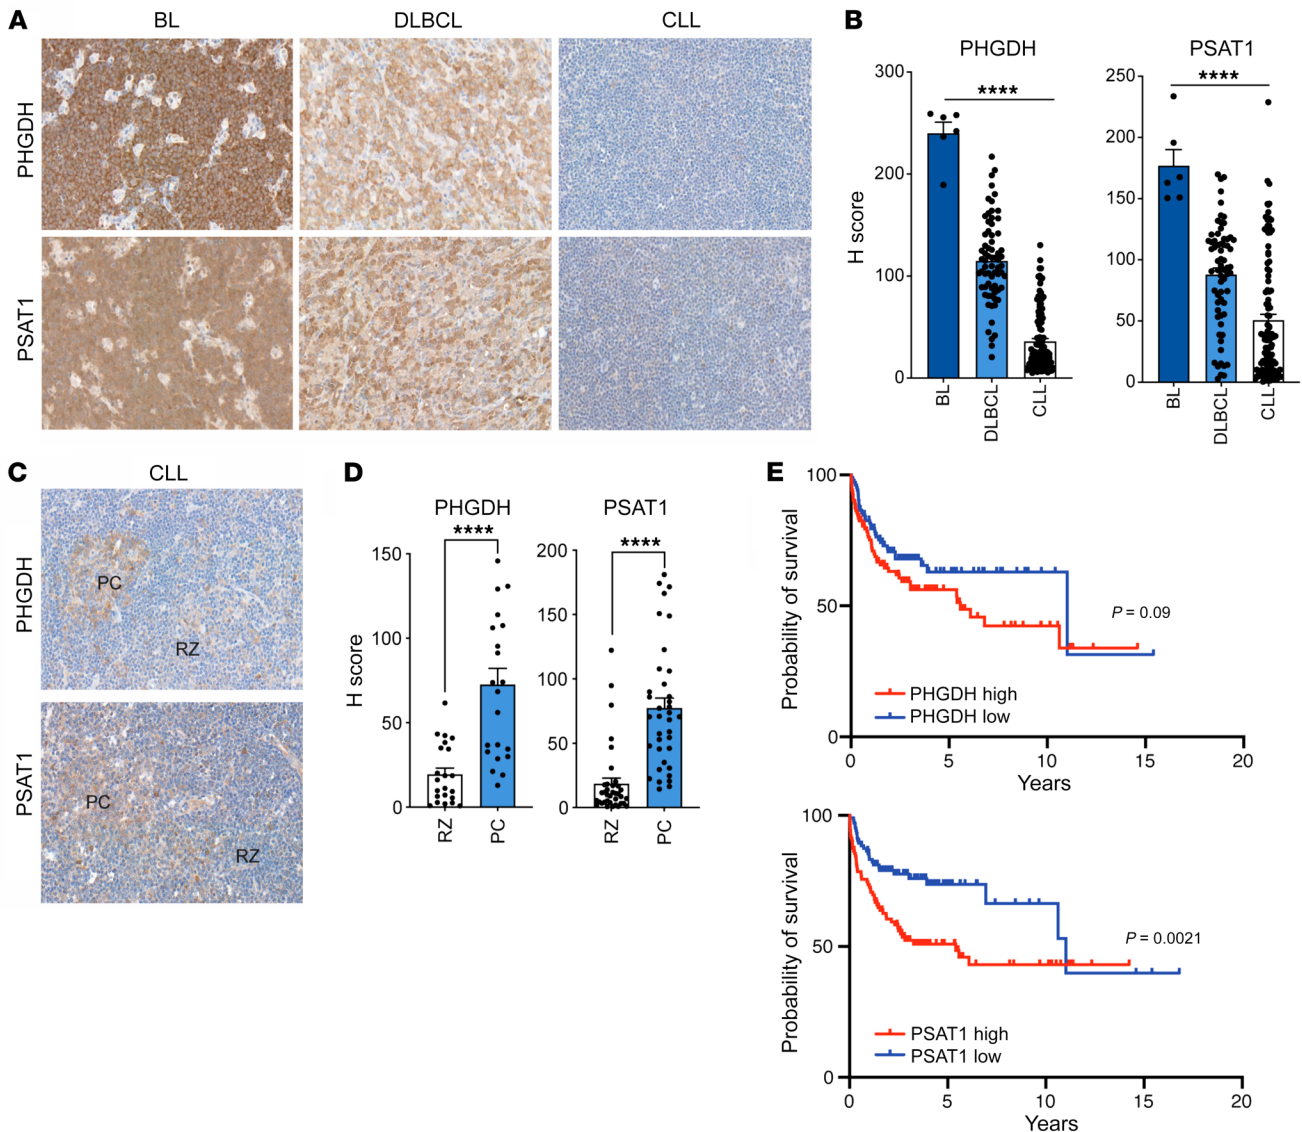 A
BL
DLBCL
CLL
PHGDH
PSAT1
B
PHGDH
PSAT1
H score
300
200
100
0
****
BL
DLBCL
CLL
250
200
150
100
50
0
****
BL
DLBCL
CLL
C
CLL
PHGDH
PC
RZ
PSAT1
PC
RZ
D
PHGDH
PSAT1
H score
150
100
50
0
****
RZ
PC
200
150
100
50
0
****
RZ
PC
E
Probability of survival
100
50
0
P = 0.09
PHGDH high
PHGDH low
0 5 10 15 20
Years
Probability of survival
100
50
0
P = 0.0021
PSAT1 high
PSAT1 low
0 5 10 15 20
Years